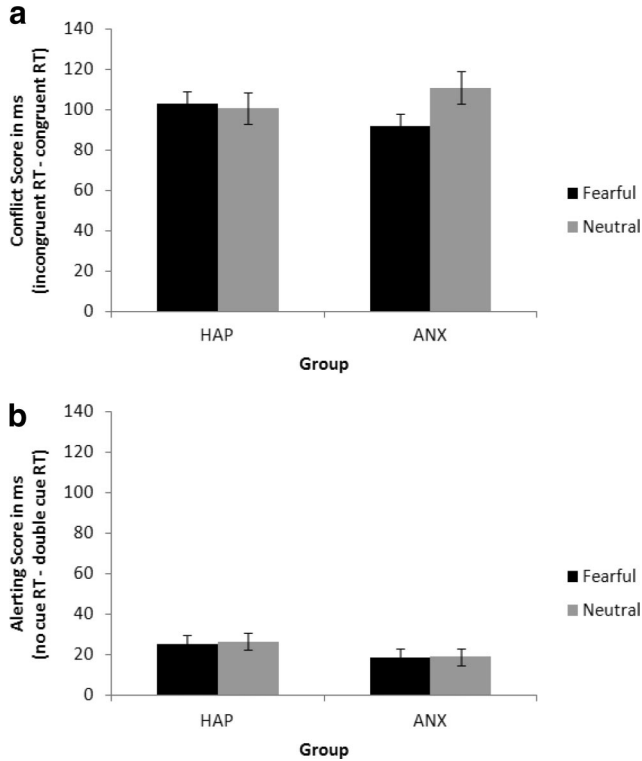 a
Conflict Score in ms
(incongruent RT - congruent RT)
140
120
100
80
60
40
20
0
HAP
ANX
Group
Fearful
Neutral
b
Alerting Score in ms
(no cue RT - double cue RT)
140
120
100
80
60
40
20
0
HAP
ANX
Group
Fearful
Neutral